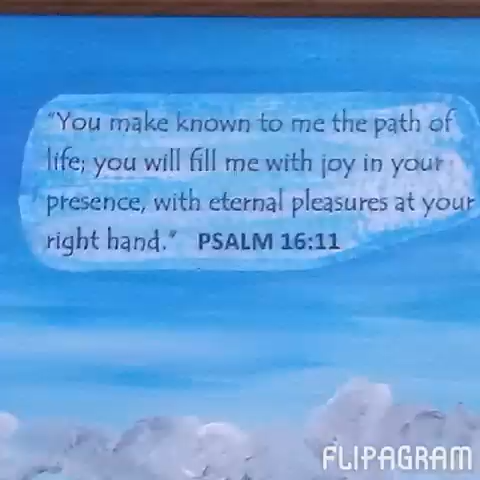 "You make known to me the path of
life; you will fill me with joy in your
presence, with eternal pleasures at your
right hand." PSALM 16:11
FLIPAGRAM